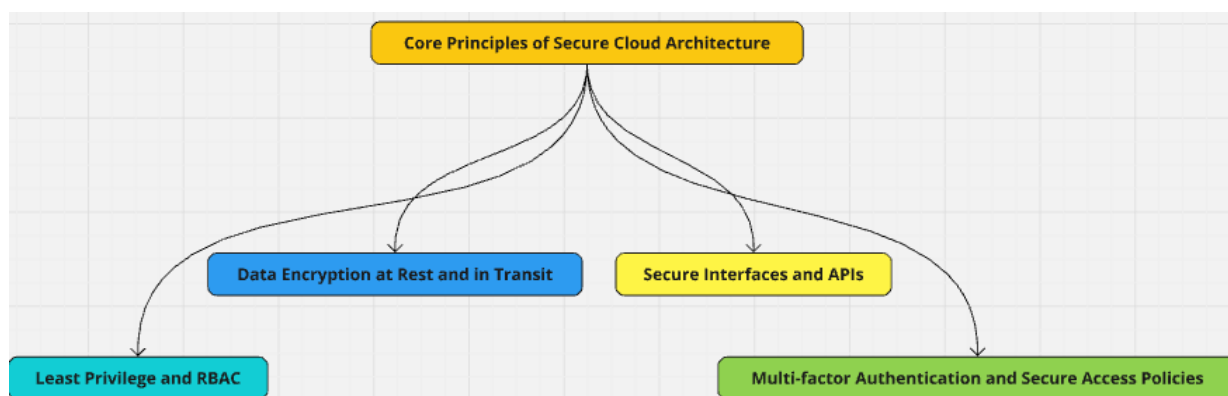 Core Principles of Secure Cloud Architecture
Data Encryption at Rest and in Transit
Secure Interfaces and APIs
Least Privilege and RBAC
Multi-factor Authentication and Secure Access Policies